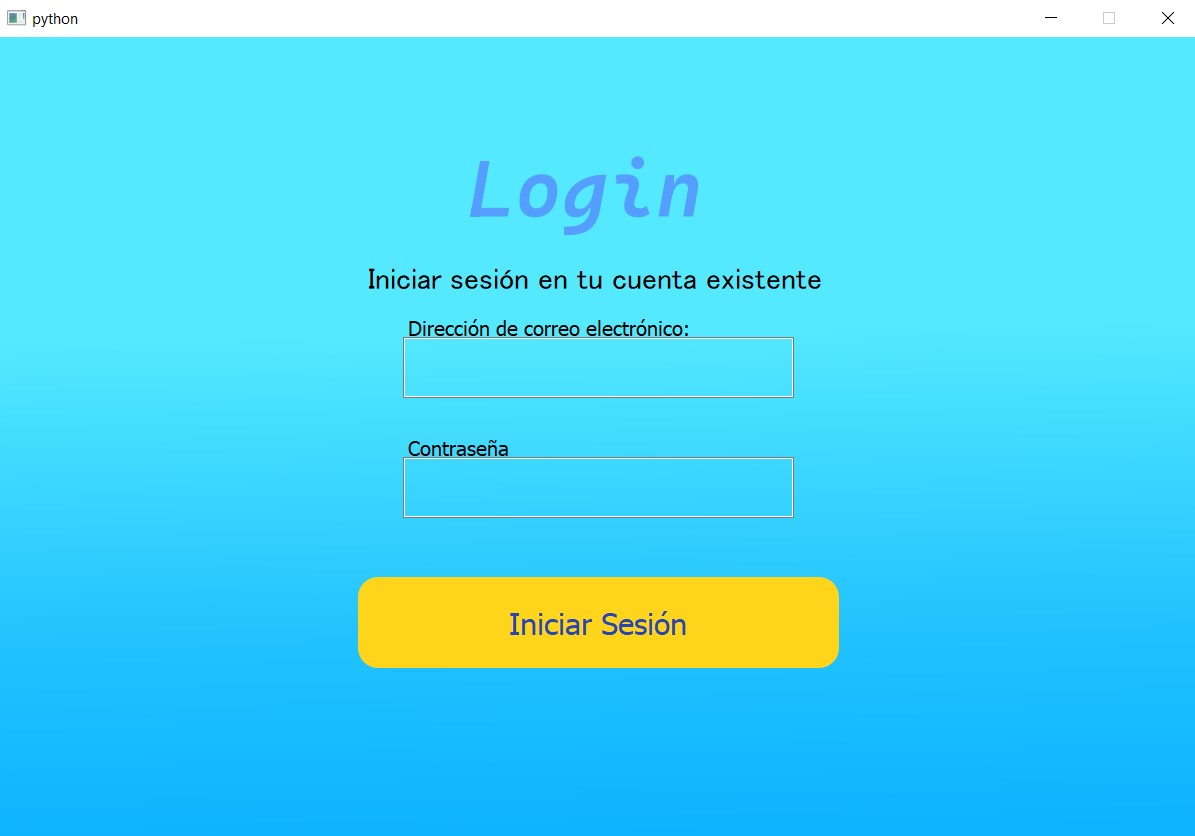 python
Login
Iniciar sesión en tu cuenta existente
Dirección de correo electrónico:
Contraseña
Iniciar Sesión